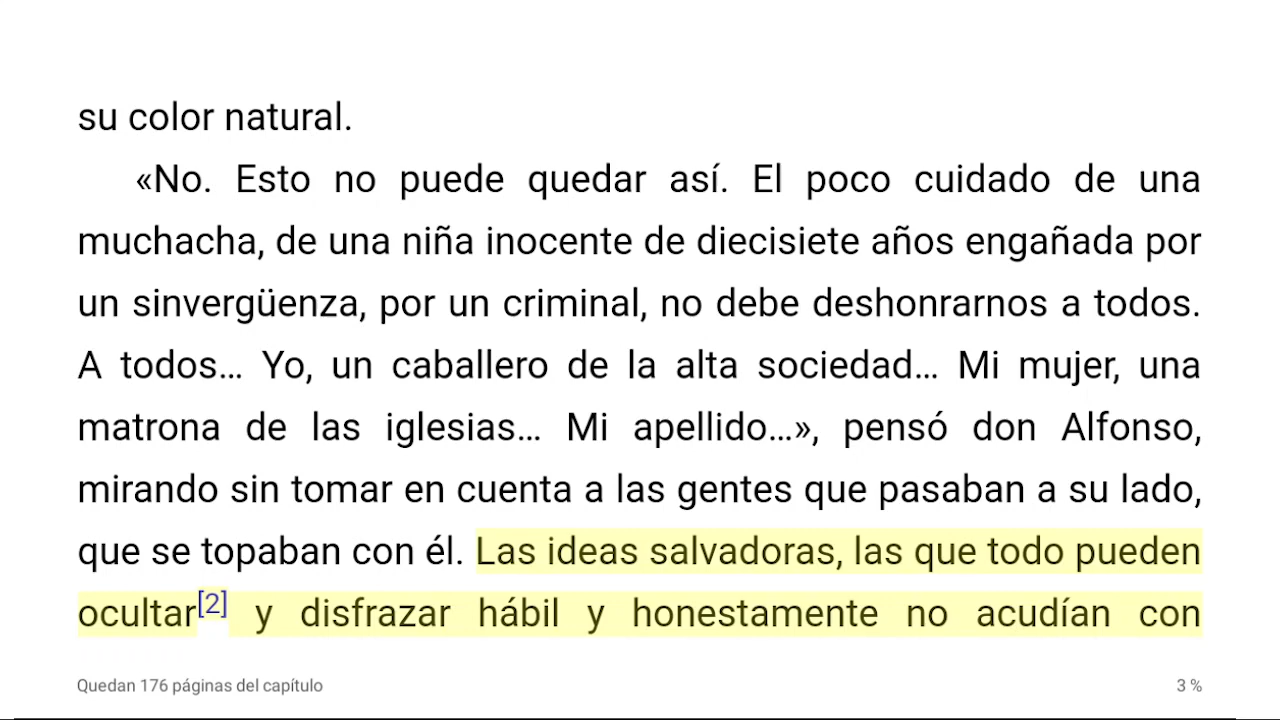 su color natural.
«No. Esto no puede quedar así. El poco cuidado de una
muchacha, de una niña inocente de diecisiete años engañada por
un sinvergüenza, por un criminal, no debe deshonrarnos a todos.
A todos… Yo, un caballero de la alta sociedad… Mi mujer, una
matrona de las iglesias… Mi apellido…», pensó don Alfonso,
mirando sin tomar en cuenta a las gentes que pasaban a su lado,
que se topaban con él. Las ideas salvadoras, las que todo pueden
ocultar[2] y disfrazar hábil y honestamente no acudían con
Quedan 176 páginas del capítulo
3 %